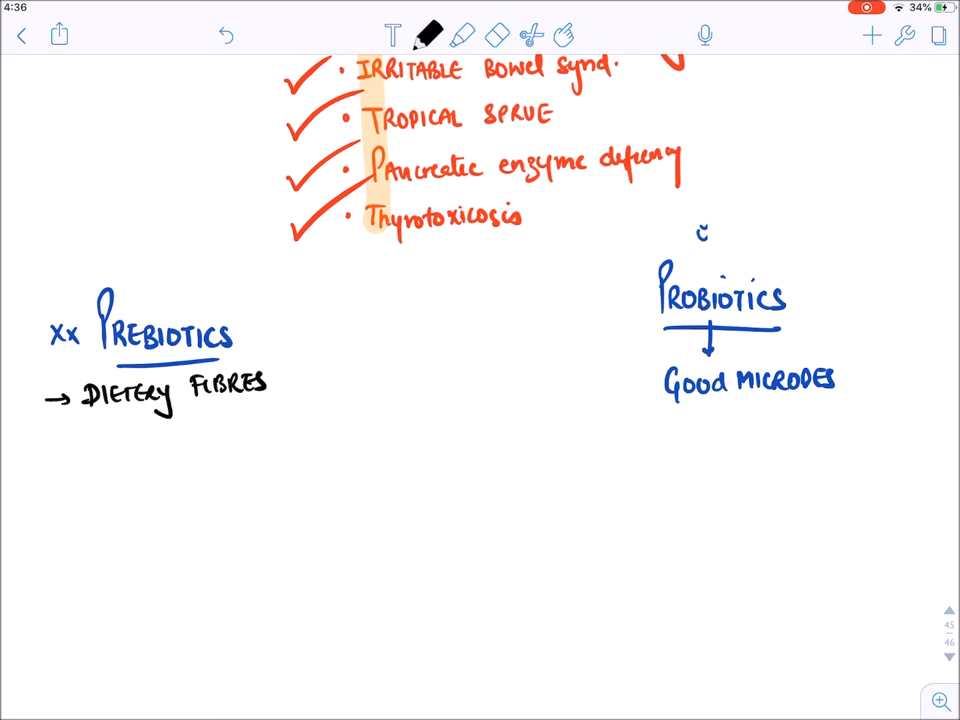 4:36
34%
T
• IRRITABLE Bowel Synd.
• TROPICAL SPRUE
• PAncreatic enzyme deficiency
• Thyrotoxicosis
PROBIOTICS
xx PREBIOTICS
Good MICROBES
→ DIETERY FIBRES
45
46